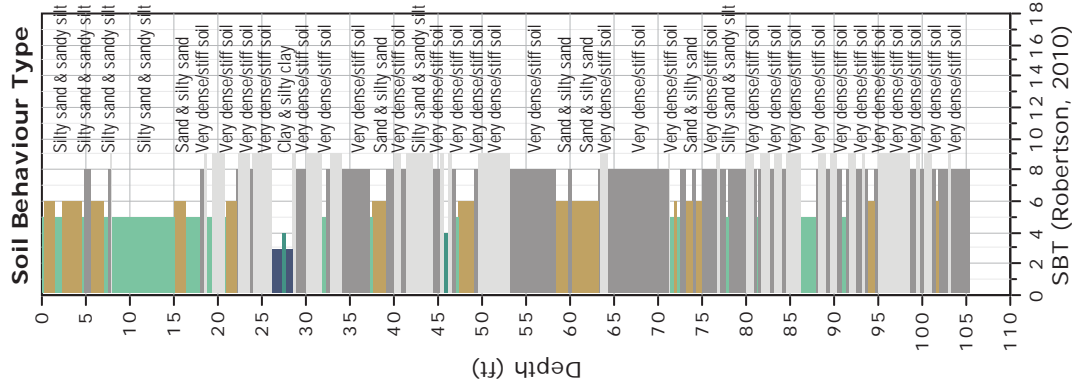 Soil Behaviour Type
Silty sand & sandy silt
Silty sand & sandy silt
Silty sand & sandy silt
Silty sand & sandy silt
Sand & silty sand
Very dense/stiff soil
Very dense/stiff soil
Very dense/stiff soil
Very dense/stiff soil
Clay & silty clay
Very dense/stiff soil
Very dense/stiff soil
Very dense/stiff soil
Sand & silty sand
Very dense/stiff soil
Silty sand & sandy silt
Very dense/stiff soil
Very dense/stiff soil
Very dense/stiff soil
Very dense/stiff soil
Very dense/stiff soil
Sand & silty sand
Sand & silty sand
Very dense/stiff soil
Very dense/stiff soil
Very dense/stiff soil
Sand & silty sand
Very dense/stiff soil
Silty sand & sandy silt
Very dense/stiff soil
Very dense/stiff soil
Very dense/stiff soil
Very dense/stiff soil
Very dense/stiff soil
Very dense/stiff soil
Very dense/stiff soil
Very dense/stiff soil
Very dense/stiff soil
Very dense/stiff soil
Very dense/stiff soil
0
5
10
15
20
25
30
35
40
45
50
55
60
65
70
75
80
85
90
95
100
105
110
Depth (ft)
0 2 4 6 8 10 12 14 16 18
SBT (Robertson, 2010)